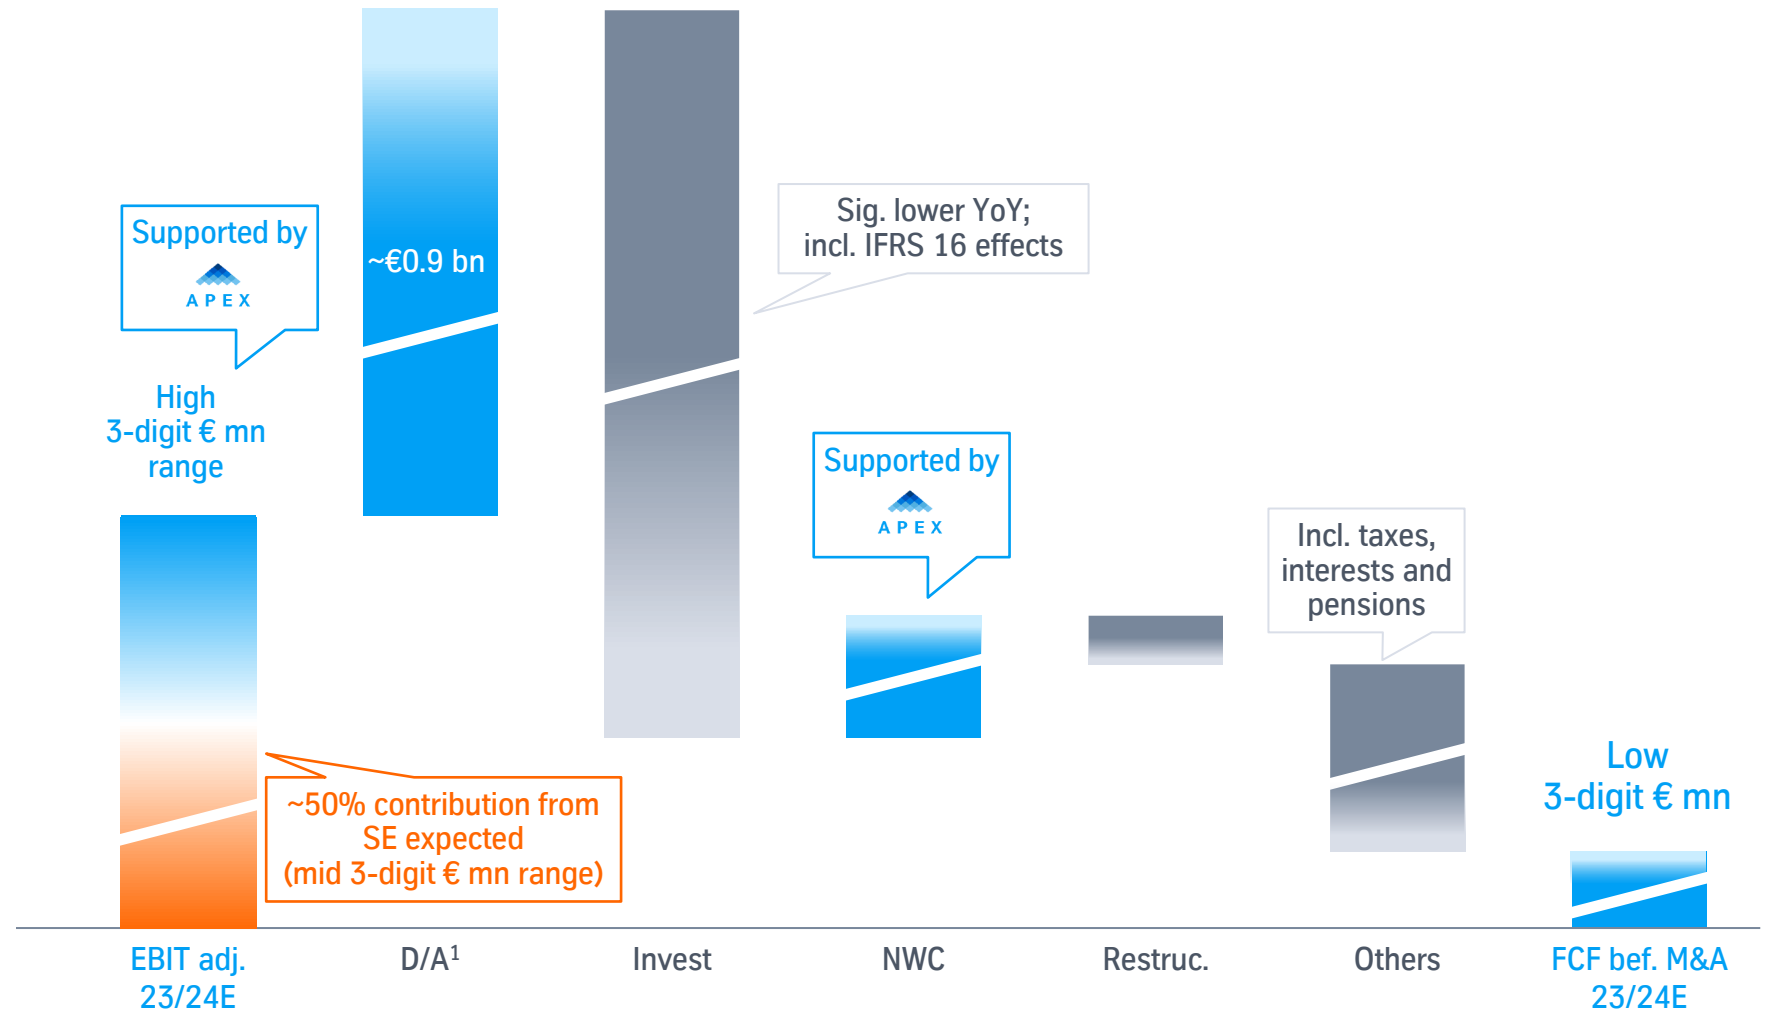 Supported by
APEX
High
3-digit € mn
range
~€0.9 bn
Sig. lower YoY;
incl. IFRS 16 effects
Supported by
APEX
Incl. taxes,
interests and
pensions
~50% contribution from
SE expected
(mid 3-digit € mn range)
Low
3-digit € mn
EBIT adj.
23/24E
D/A¹
Invest
NWC
Restruc.
Others
FCF bef. M&A
23/24E